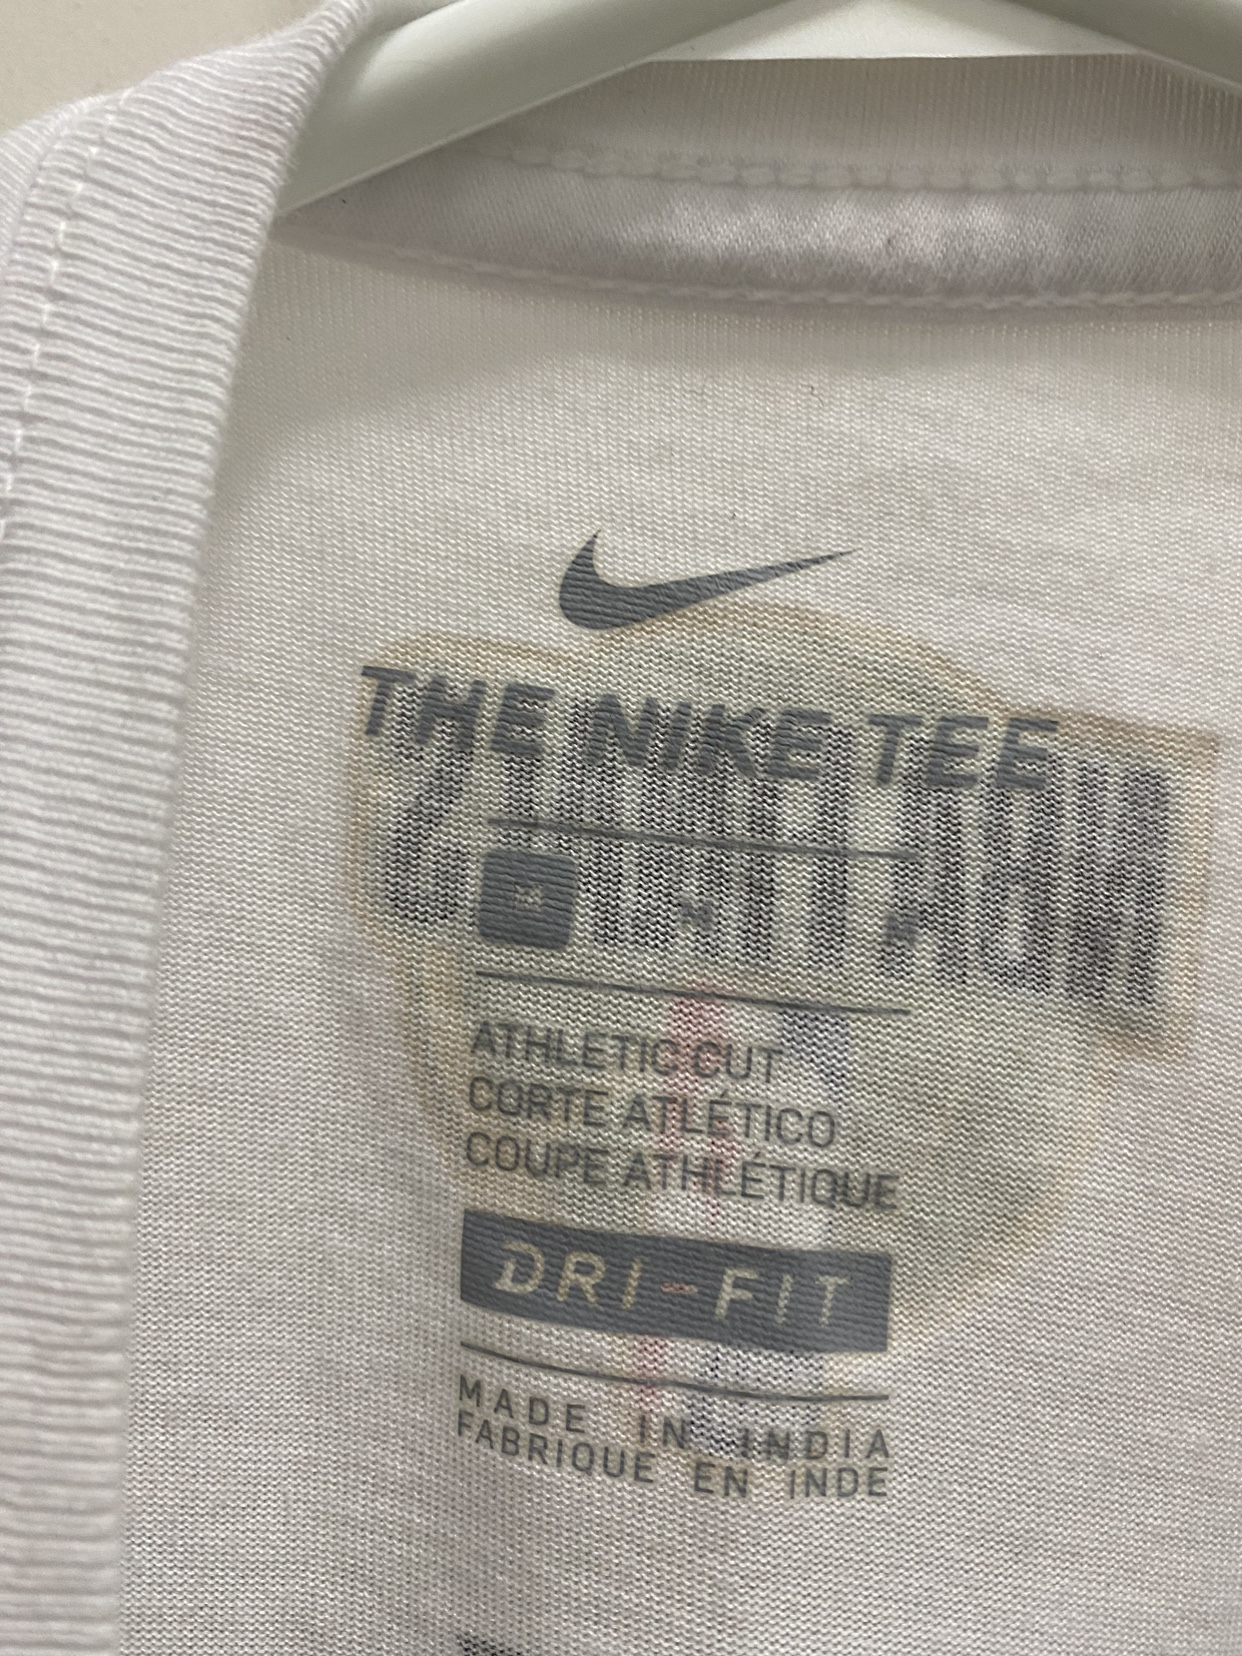 THE NIKE TEE
M M
ATHLETIC CUT
CORTE ATLÉTICO
COUPE ATHLÉTIQUE
DRI-FIT
MADE IN INDIA
FABRIQUE EN INDE